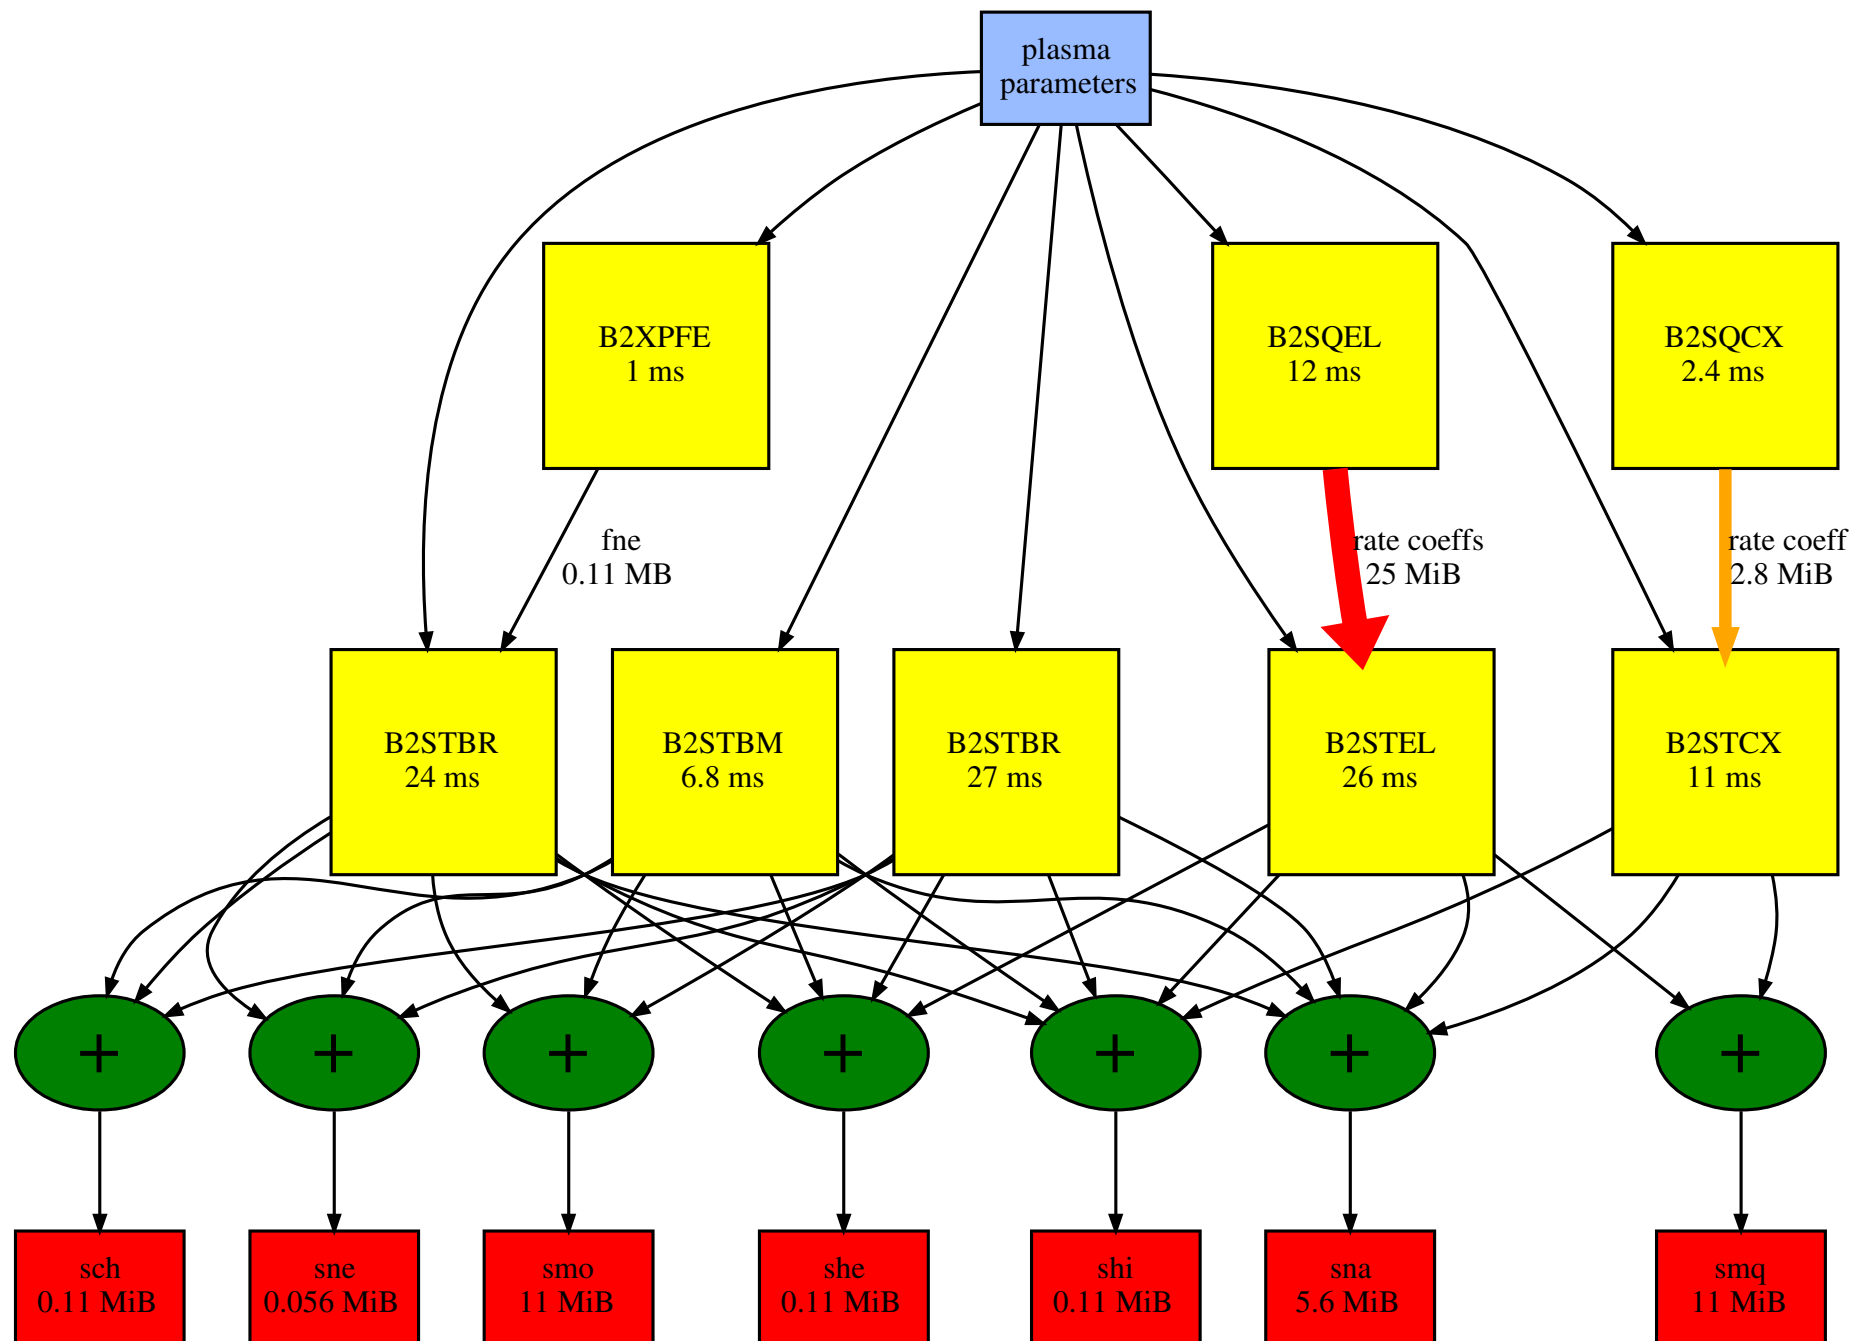 plasma
parameters
B2XPFE
1 ms
B2SQEL
12 ms
B2SQCX
2.4 ms
fne
0.11 MB
rate coeffs
25 MiB
rate coeff
2.8 MiB
B2STBR
24 ms
B2STBM
6.8 ms
B2STBR
27 ms
B2STEL
26 ms
B2STCX
11 ms
+
+
+
+
+
+
+
sch
0.11 MiB
sne
0.056 MiB
smo
11 MiB
she
0.11 MiB
shi
0.11 MiB
sna
5.6 MiB
smq
11 MiB